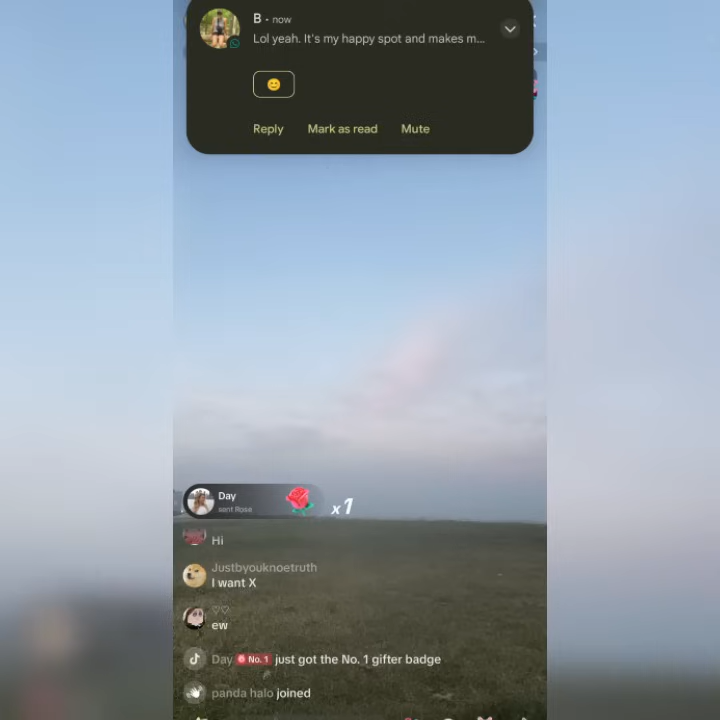 B • now
Lol yeah. It's my happy spot and makes m...
Reply Mark as read Mute
Day
sent Rose
x1
Hi
Justbyouknoetruth
I want X
♡♡
ew
Day No. 1 just got the No. 1 gifter badge
panda halo joined